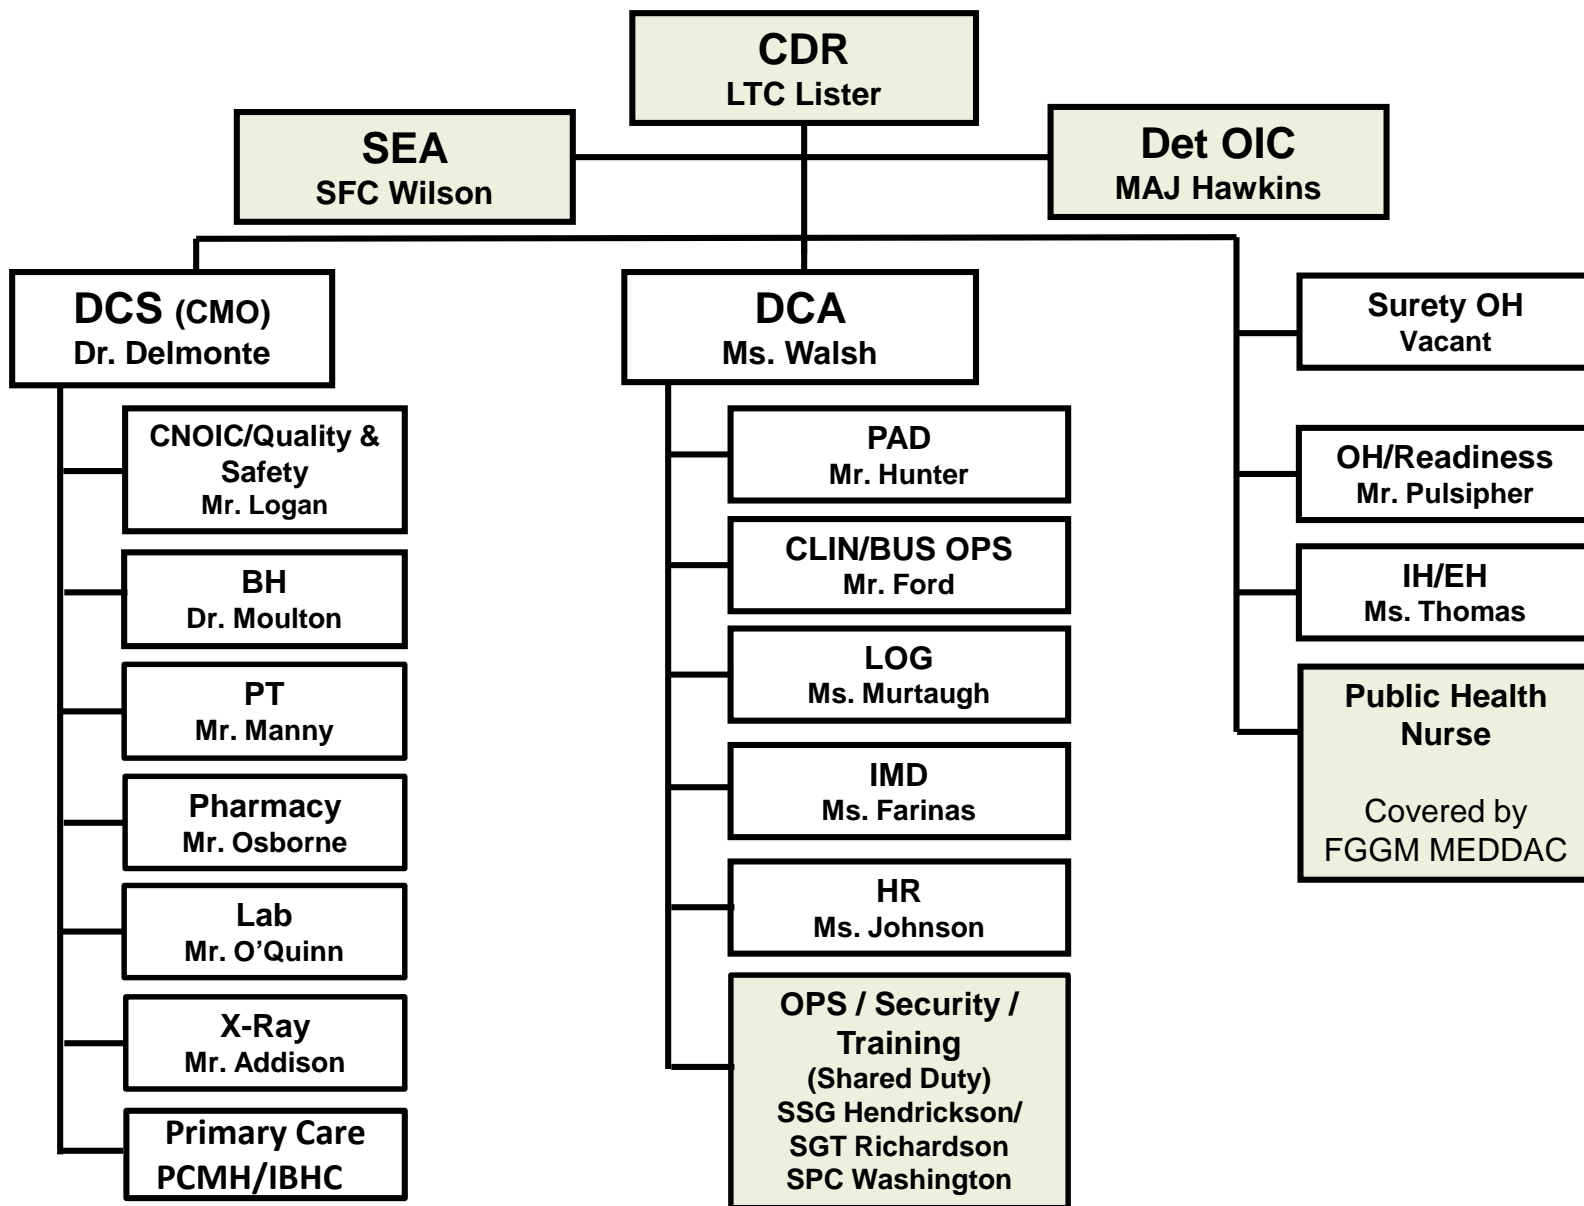 CDR
LTC Lister
SEA
SFC Wilson
Det OIC
MAJ Hawkins
DCS (CMO)
Dr. Delmonte
CNOIC/Quality &
Safety
Mr. Logan
BH
Dr. Moulton
PT
Mr. Manny
Pharmacy
Mr. Osborne
Lab
Mr. O’Quinn
X-Ray
Mr. Addison
Primary Care
PCMH/IBHC
DCA
Ms. Walsh
PAD
Mr. Hunter
CLIN/BUS OPS
Mr. Ford
LOG
Ms. Murtaugh
IMD
Ms. Farinas
HR
Ms. Johnson
OPS / Security /
Training
(Shared Duty)
SSG Hendrickson/
SGT Richardson
SPC Washington
Surety OH
Vacant
OH/Readiness
Mr. Pulsipher
IH/EH
Ms. Thomas
Public Health
Nurse
Covered by
FGGM MEDDAC